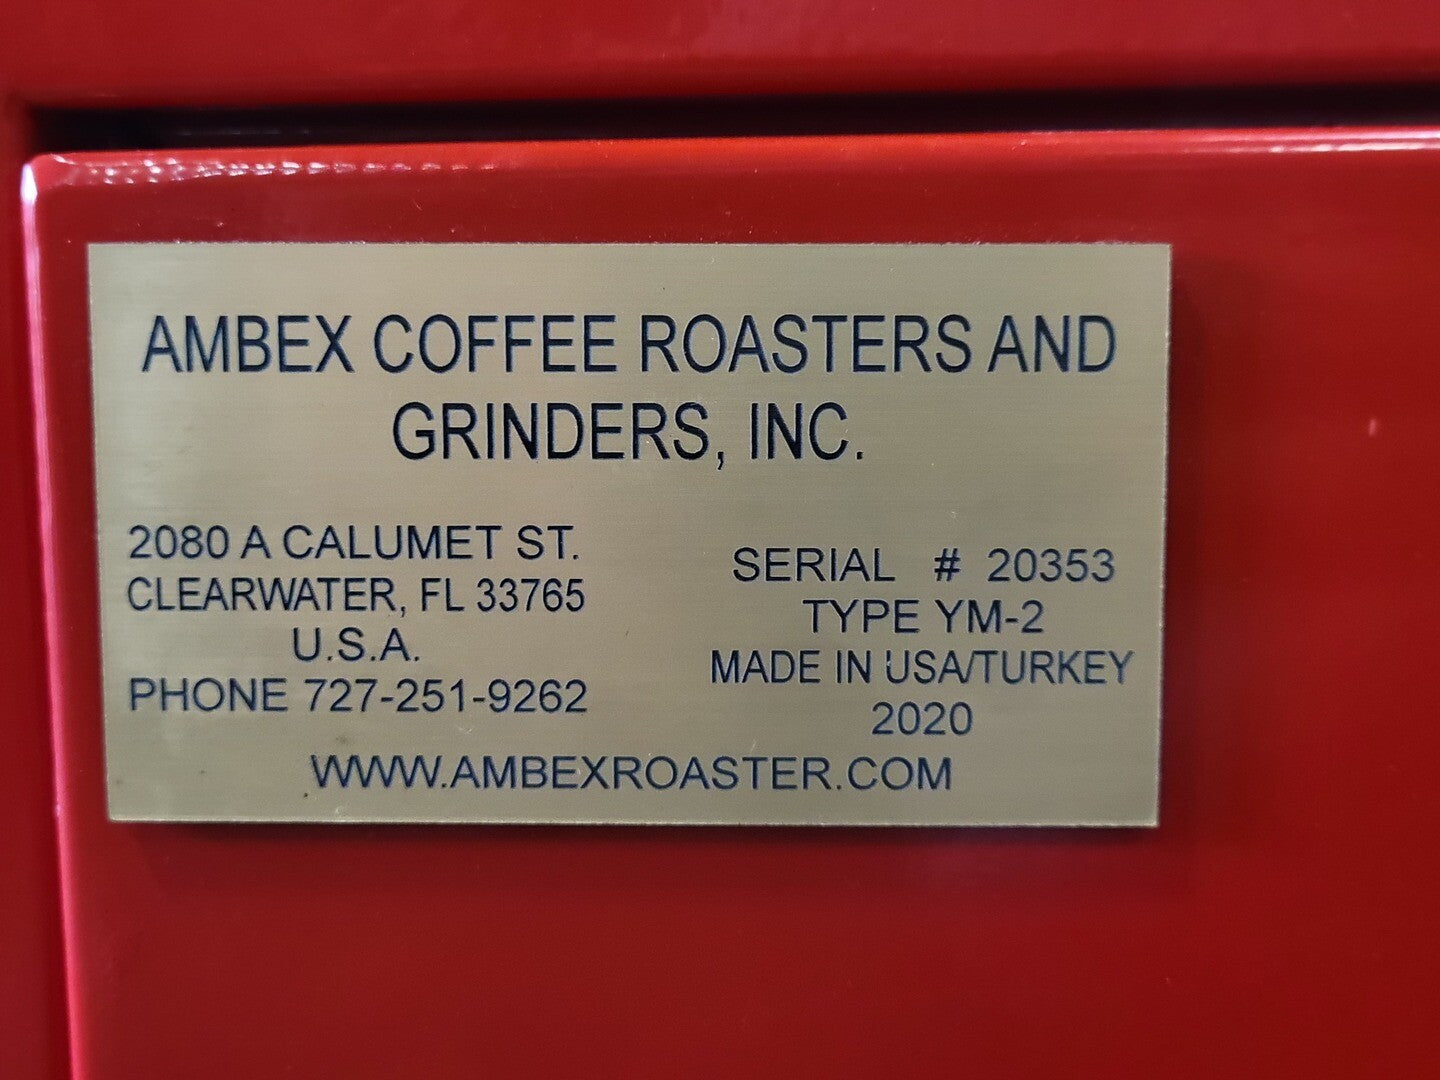 AMBEX COFFEE ROASTERS AND
GRINDERS, INC.
2080 A CALUMET ST.
CLEARWATER, FL 33765
U.S.A.
PHONE 727-251-9262
SERIAL # 20353
TYPE YM-2
MADE IN USA/TURKEY
2020
WWW.AMBEXROASTER.COM